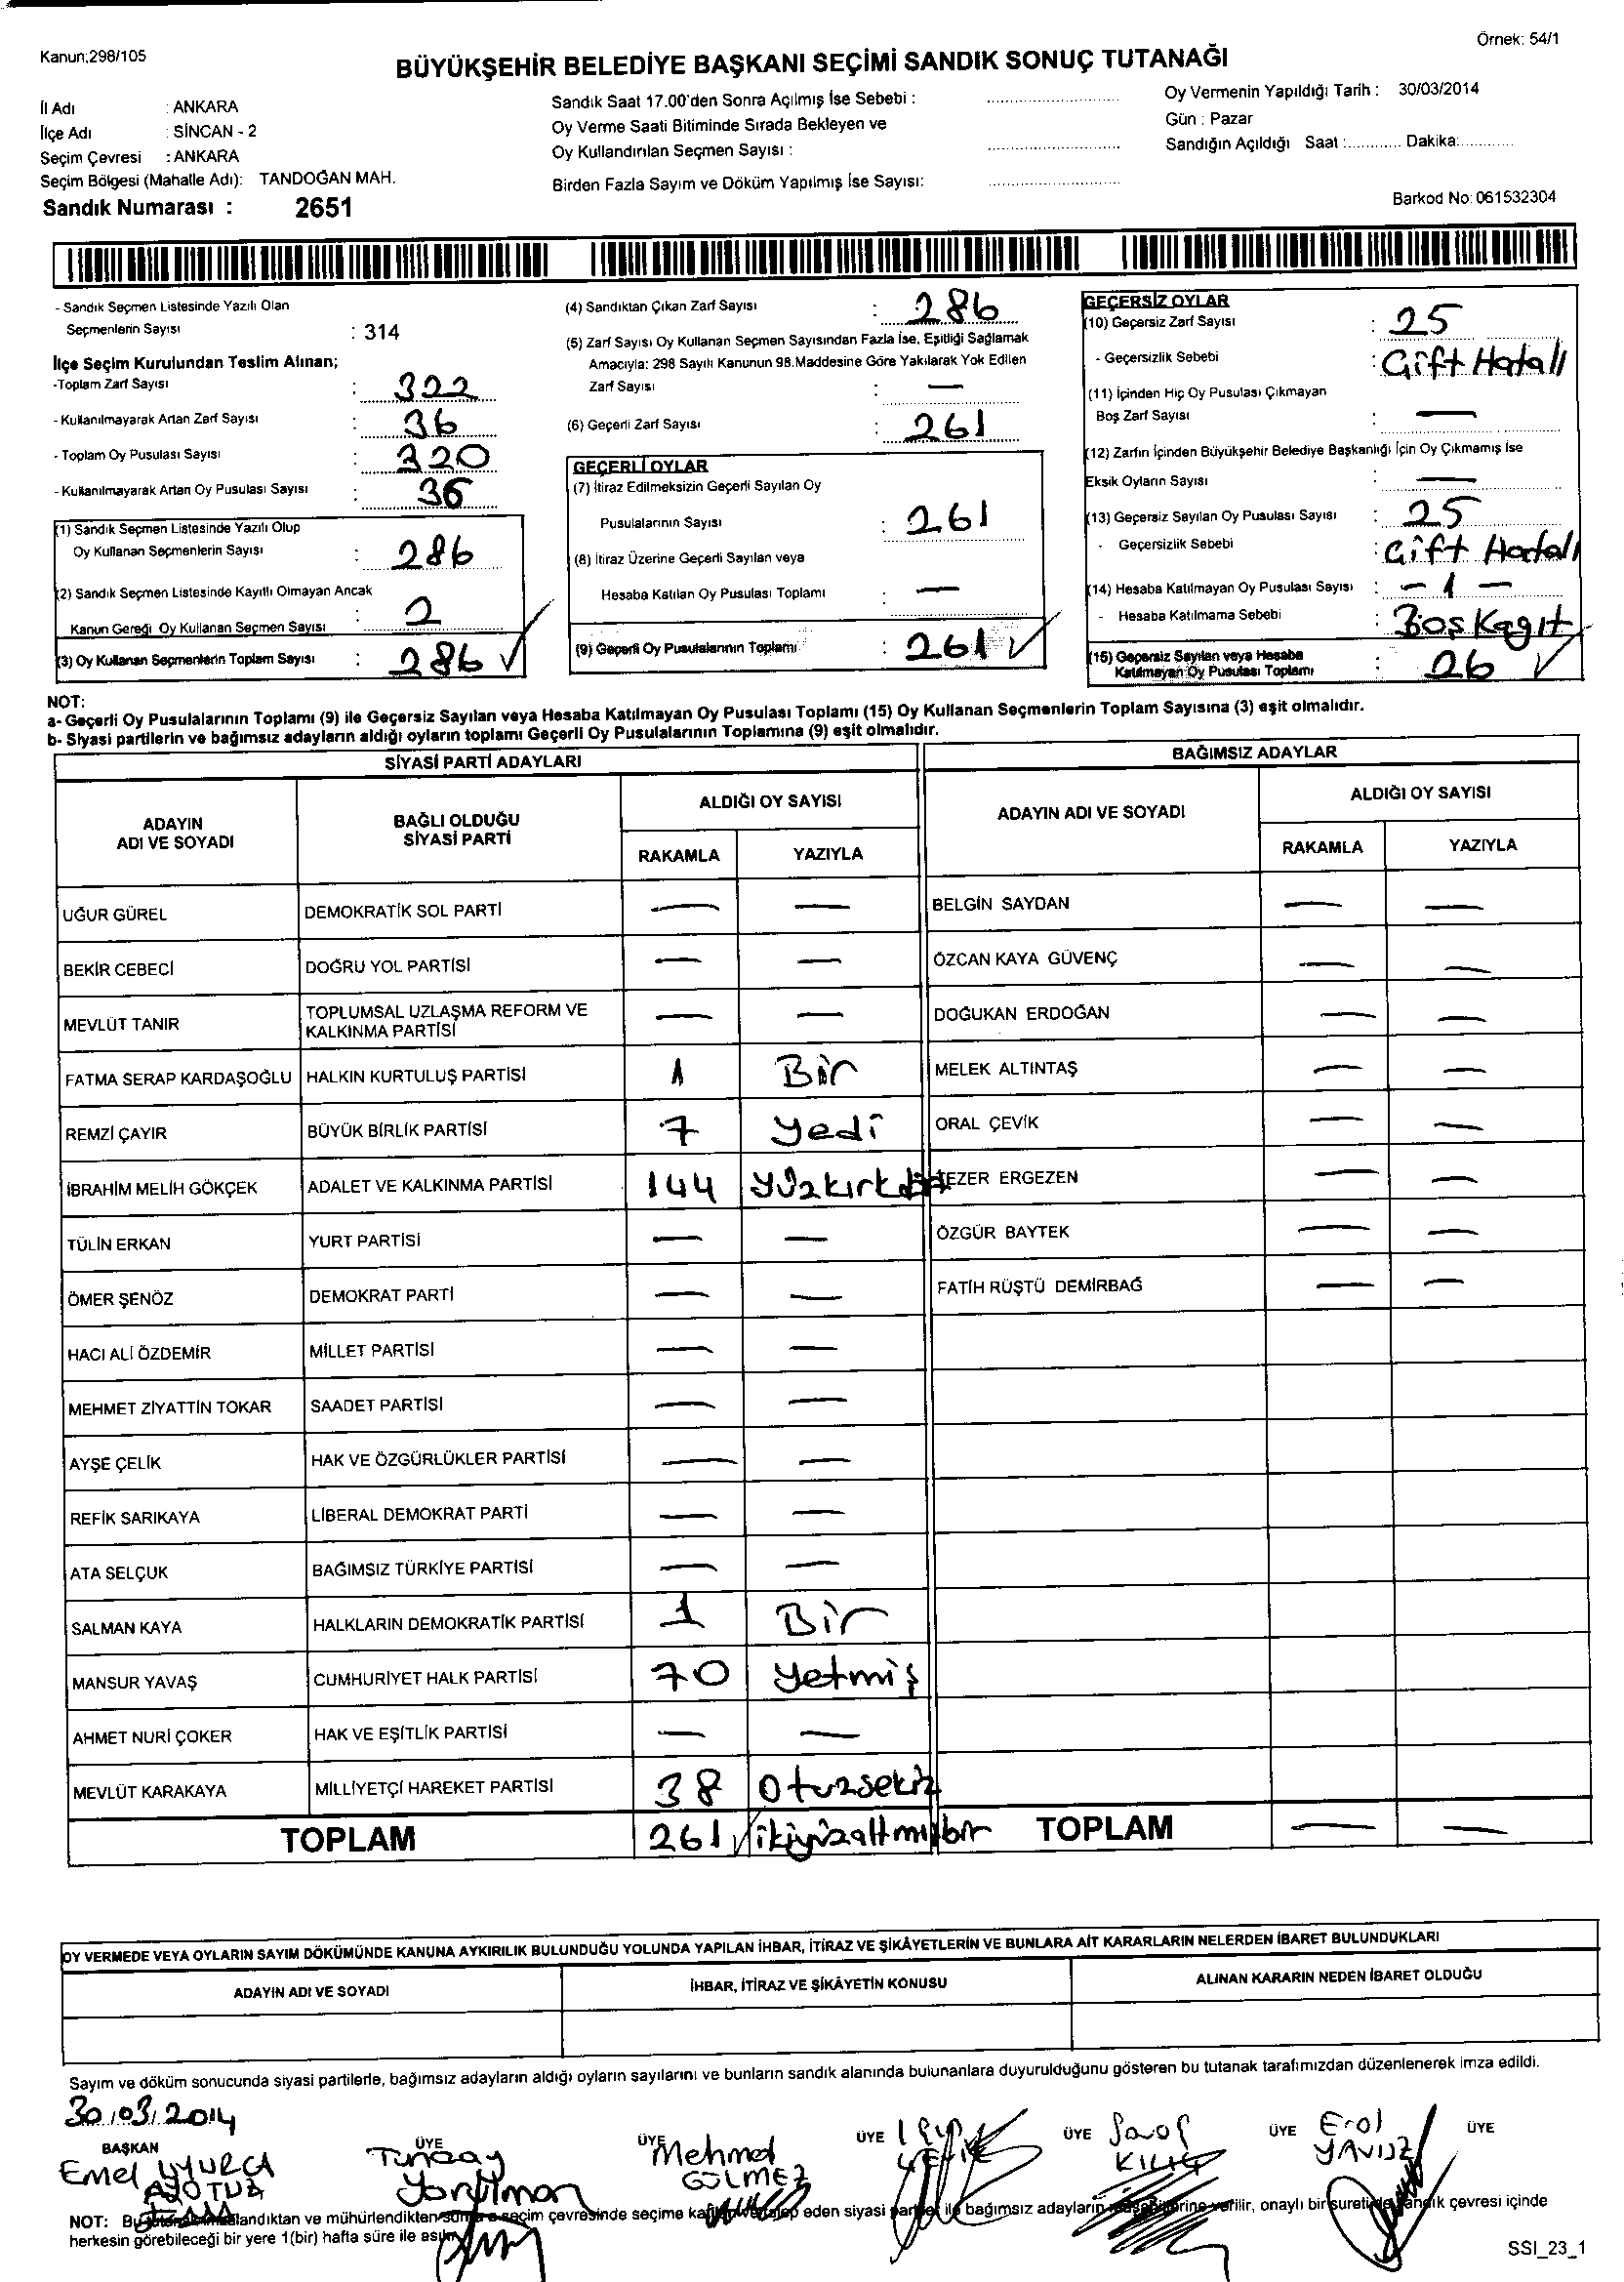 Kanun:298/105
Örnek: 54/1
BÜYÜKŞEHİR BELEDİYE BAŞKANI SEÇİMİ SANDIK SONUÇ TUTANAĞI
İl Adı : ANKARA
İlçe Adı : SİNCAN - 2
Seçim Çevresi : ANKARA
Seçim Bölgesi (Mahalle Adı): TANDOĞAN MAH.
Sandık Numarası : 2651
Sandık Saat 17.00'den Sonra Açılmış İse Sebebi :
Oy Verme Saati Bitiminde Sırada Bekleyen ve
Oy Kullandırılan Seçmen Sayısı :
Birden Fazla Sayım ve Döküm Yapılmış İse Sayısı:
Oy Vermenin Yapıldığı Tarih : 30/03/2014
Gün : Pazar
Sandığın Açıldığı Saat :............ Dakika:............
Barkod No: 061532304
- Sandık Seçmen Listesinde Yazılı Olan
Seçmenlerin Sayısı : 314
İlçe Seçim Kurulundan Teslim Alınan;
-Toplam Zarf Sayısı : 322
- Kullanılmayarak Artan Zarf Sayısı : 36
- Toplam Oy Pusulası Sayısı : 320
- Kullanılmayarak Artan Oy Pusulası Sayısı : 36
(1) Sandık Seçmen Listesinde Yazılı Olup
Oy Kullanan Seçmenlerin Sayısı : 286
(2) Sandık Seçmen Listesinde Kayıtlı Olmayan Ancak
Kanun Gereği Oy Kullanan Seçmen Sayısı : 2
(3) Oy Kullanan Seçmenlerin Toplam Sayısı : 286 ✓
(4) Sandıktan Çıkan Zarf Sayısı : 286
(5) Zarf Sayısı Oy Kullanan Seçmen Sayısından Fazla İse, Eşitliği Sağlamak
Amacıyla: 298 Sayılı Kanunun 98.Maddesine Göre Yakılarak Yok Edilen
Zarf Sayısı : —
(6) Geçerli Zarf Sayısı : 261
GEÇERLİ OYLAR
(7) İtiraz Edilmeksizin Geçerli Sayılan Oy
Pusulalarının Sayısı : 261
(8) İtiraz Üzerine Geçerli Sayılan veya
Hesaba Katılan Oy Pusulası Toplamı : —
(9) Geçerli Oy Pusulalarının Toplamı : 261 ✓
GEÇERSİZ OYLAR
(10) Geçersiz Zarf Sayısı : 25
- Geçersizlik Sebebi : Çift Hatalı
(11) İçinden Hiç Oy Pusulası Çıkmayan
Boş Zarf Sayısı : —
(12) Zarfın İçinden Büyükşehir Belediye Başkanlığı İçin Oy Çıkmamış İse
Eksik Oyların Sayısı : —
(13) Geçersiz Sayılan Oy Pusulası Sayısı : 25
- Geçersizlik Sebebi : Çift Hatalı
(14) Hesaba Katılmayan Oy Pusulası Sayısı : - 1 -
- Hesaba Katılmama Sebebi : Boş Kagıt
(15) Geçersiz Sayılan veya Hesaba
Katılmayan Oy Pusulası Toplamı : 26 ✓
NOT:
a- Geçerli Oy Pusulalarının Toplamı (9) ile Geçersiz Sayılan veya Hesaba Katılmayan Oy Pusulası Toplamı (15) Oy Kullanan Seçmenlerin Toplam Sayısına (3) eşit olmalıdır.
b- Siyasi partilerin ve bağımsız adayların aldığı oyların toplamı Geçerli Oy Pusulalarının Toplamına (9) eşit olmalıdır.
SİYASİ PARTİ ADAYLARI
ADAYIN ADI VE SOYADI BAĞLI OLDUĞU SİYASİ PARTİ ALDIĞI OY SAYISI
RAKAMLA YAZIYLA
UĞUR GÜREL DEMOKRATİK SOL PARTİ — —
BEKİR CEBECİ DOĞRU YOL PARTİSİ — —
MEVLÜT TANIR TOPLUMSAL UZLAŞMA REFORM VE KALKINMA PARTİSİ — —
FATMA SERAP KARDAŞOĞLU HALKIN KURTULUŞ PARTİSİ 1 Bir
REMZİ ÇAYIR BÜYÜK BİRLİK PARTİSİ 7 Yedi
İBRAHİM MELİH GÖKÇEK ADALET VE KALKINMA PARTİSİ 144 Yüzkırk
TÜLİN ERKAN YURT PARTİSİ — —
ÖMER ŞENÖZ DEMOKRAT PARTİ — —
HACI ALİ ÖZDEMİR MİLLET PARTİSİ — —
MEHMET ZİYATTİN TOKAR SAADET PARTİSİ — —
AYŞE ÇELİK HAK VE ÖZGÜRLÜKLER PARTİSİ — —
REFİK SARIKAYA LİBERAL DEMOKRAT PARTİ — —
ATA SELÇUK BAĞIMSIZ TÜRKİYE PARTİSİ — —
SALMAN KAYA HALKLARIN DEMOKRATİK PARTİSİ 1 Bir
MANSUR YAVAŞ CUMHURİYET HALK PARTİSİ 70 Yetmiş
AHMET NURİ ÇOKER HAK VE EŞİTLİK PARTİSİ — —
MEVLÜT KARAKAYA MİLLİYETÇİ HAREKET PARTİSİ 38 Otuzsekiz
TOPLAM 261 ✓ ikiyüzaltmışbir
BAĞIMSIZ ADAYLAR
ADAYIN ADI VE SOYADI ALDIĞI OY SAYISI
RAKAMLA YAZIYLA
BELGİN SAYDAN — —
ÖZCAN KAYA GÜVENÇ — —
DOĞUKAN ERDOĞAN — —
MELEK ALTINTAŞ — —
ORAL ÇEVİK — —
EZER ERGEZEN — —
ÖZGÜR BAYTEK — —
FATİH RÜŞTÜ DEMİRBAĞ — —
TOPLAM — —
OY VERMEDE VEYA OYLARIN SAYIM DÖKÜMÜNDE KANUNA AYKIRILIK BULUNDUĞU YOLUNDA YAPILAN İHBAR, İTİRAZ VE ŞİKÂYETLERİN VE BUNLARA AİT KARARLARIN NELERDEN İBARET BULUNDUKLARI
ADAYIN ADI VE SOYADI İHBAR, İTİRAZ VE ŞİKÂYETİN KONUSU ALINAN KARARIN NEDEN İBARET OLDUĞU
Sayım ve döküm sonucunda siyasi partilerle, bağımsız adayların aldığı oyların sayılarını ve bunların sandık alanında bulunanlara duyurulduğunu gösteren bu tutanak tarafımızdan düzenlenerek imza edildi.
30/03/2014
BAŞKAN ÜYE ÜYE ÜYE ÜYE ÜYE ÜYE
Emel Tuncay Mehmet Savaş Erol
GÜLMEZ KILIÇ YAVUZ
NOT: landıktan ve mühürlendikten seçim çevresinde seçime eden siyasi ile bağımsız adayların verilir, onaylı bir sandık çevresi içinde
herkesin görebileceği bir yere 1(bir) hafta süre ile
SSI_23_1